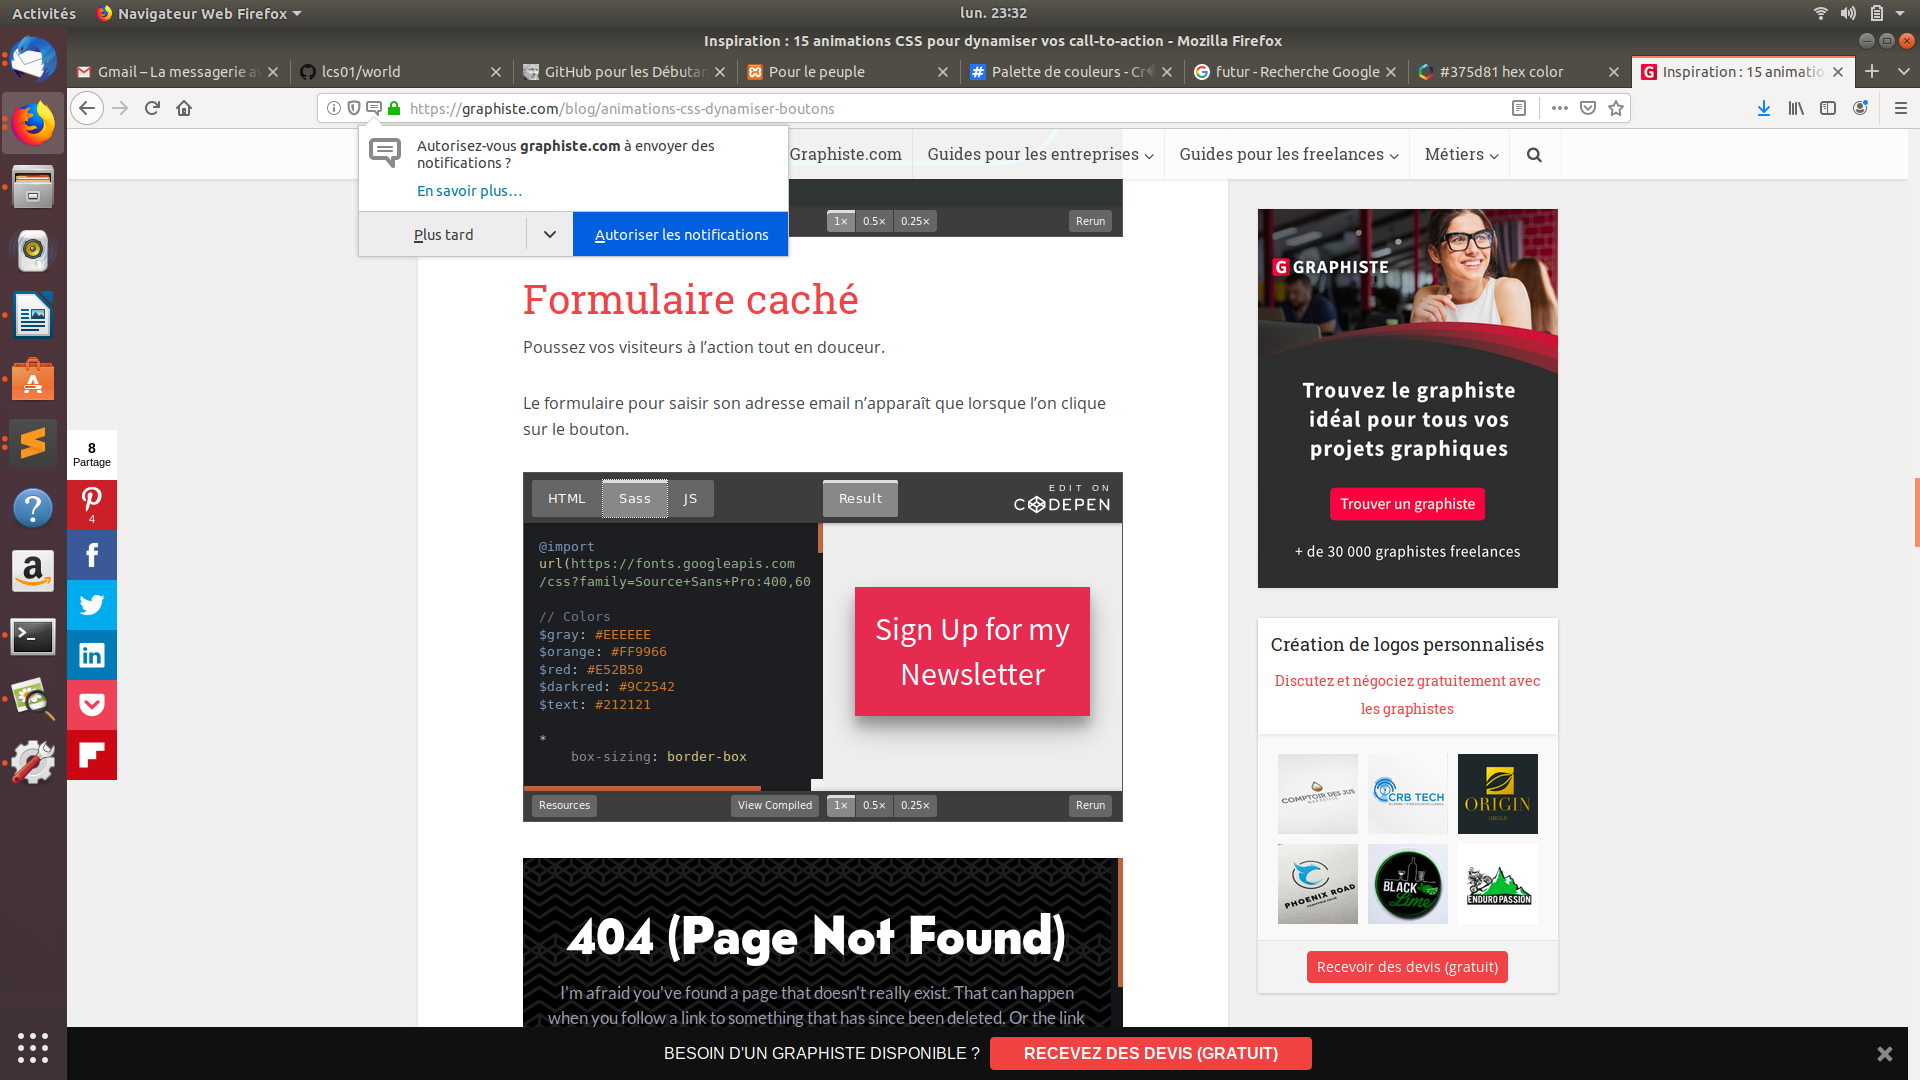 Activités
Navigateur Web Firefox
lun. 23:32
Inspiration : 15 animations CSS pour dynamiser vos call-to-action - Mozilla Firefox
Gmail – La messagerie a
lcs01/world
GitHub pour les Débutan
Pour le peuple
Palette de couleurs - Cr
futur - Recherche Google
#375d81 hex color
Inspiration : 15 animatio
https://graphiste.com/blog/animations-css-dynamiser-boutons
Autorisez-vous graphiste.com à envoyer des
notifications ?
En savoir plus…
Plus tard
Autoriser les notifications
Graphiste.com
Guides pour les entreprises
Guides pour les freelances
Métiers
1×
0.5×
0.25×
Rerun
Formulaire caché
Poussez vos visiteurs à l’action tout en douceur.
Le formulaire pour saisir son adresse email n’apparaît que lorsque l’on clique
sur le bouton.
8
Partage
4
HTML
Sass
JS
Result
EDIT ON
CODEPEN
@import
url(https://fonts.googleapis.com
/css?family=Source+Sans+Pro:400,60
// Colors
$gray: #EEEEEE
$orange: #FF9966
$red: #E52B50
$darkred: #9C2542
$text: #212121
*
box-sizing: border-box
Sign Up for my
Newsletter
Resources
View Compiled
1×
0.5×
0.25×
Rerun
404 (Page Not Found)
I'm afraid you've found a page that doesn't really exist. That can happen
when you follow a link to something that has since been deleted. Or the link
G GRAPHISTE
Trouvez le graphiste
idéal pour tous vos
projets graphiques
Trouver un graphiste
+ de 30 000 graphistes freelances
Création de logos personnalisés
Discutez et négociez gratuitement avec
les graphistes
COMPTOIR DES JUS
MARSEILLE
CRB TECH
ORIGIN
CHOCOLAT
PHOENIX ROAD
BLACK
Lime
ENDURO PASSION
Recevoir des devis (gratuit)
BESOIN D'UN GRAPHISTE DISPONIBLE ?
RECEVEZ DES DEVIS (GRATUIT)